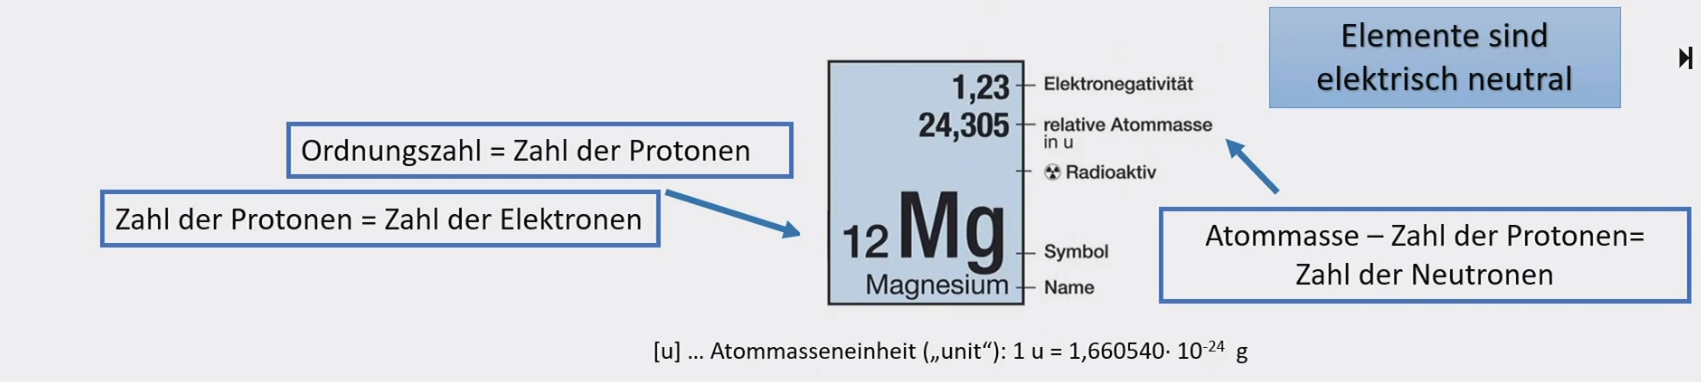 Elemente sind
elektrisch neutral
Ordnungszahl = Zahl der Protonen
Zahl der Protonen = Zahl der Elektronen
1,23 Elektronegativität
24,305 relative Atommasse
in u
☢ Radioaktiv
12 Mg Symbol
Magnesium Name
Atommasse – Zahl der Protonen=
Zahl der Neutronen
[u] ... Atommasseneinheit („unit“): 1 u = 1,660540· 10⁻²⁴ g